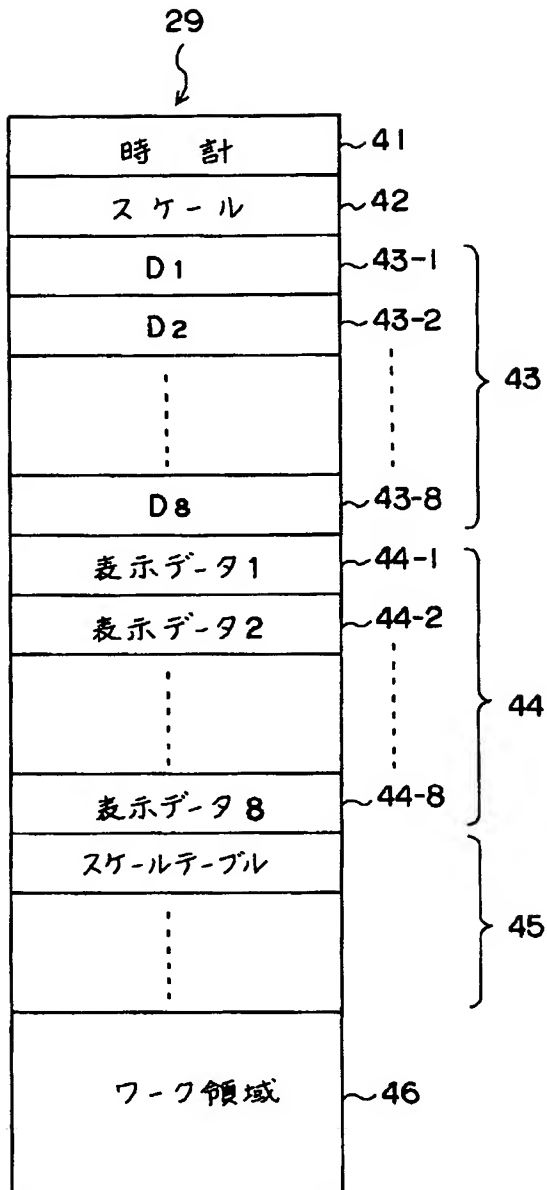 29
時 計 41
スケール 42
D1 43-1
D2 43-2
43
D8 43-8
表示データ1 44-1
表示データ2 44-2
44
表示データ8 44-8
スケールテーブル
45
ワーク領域 46